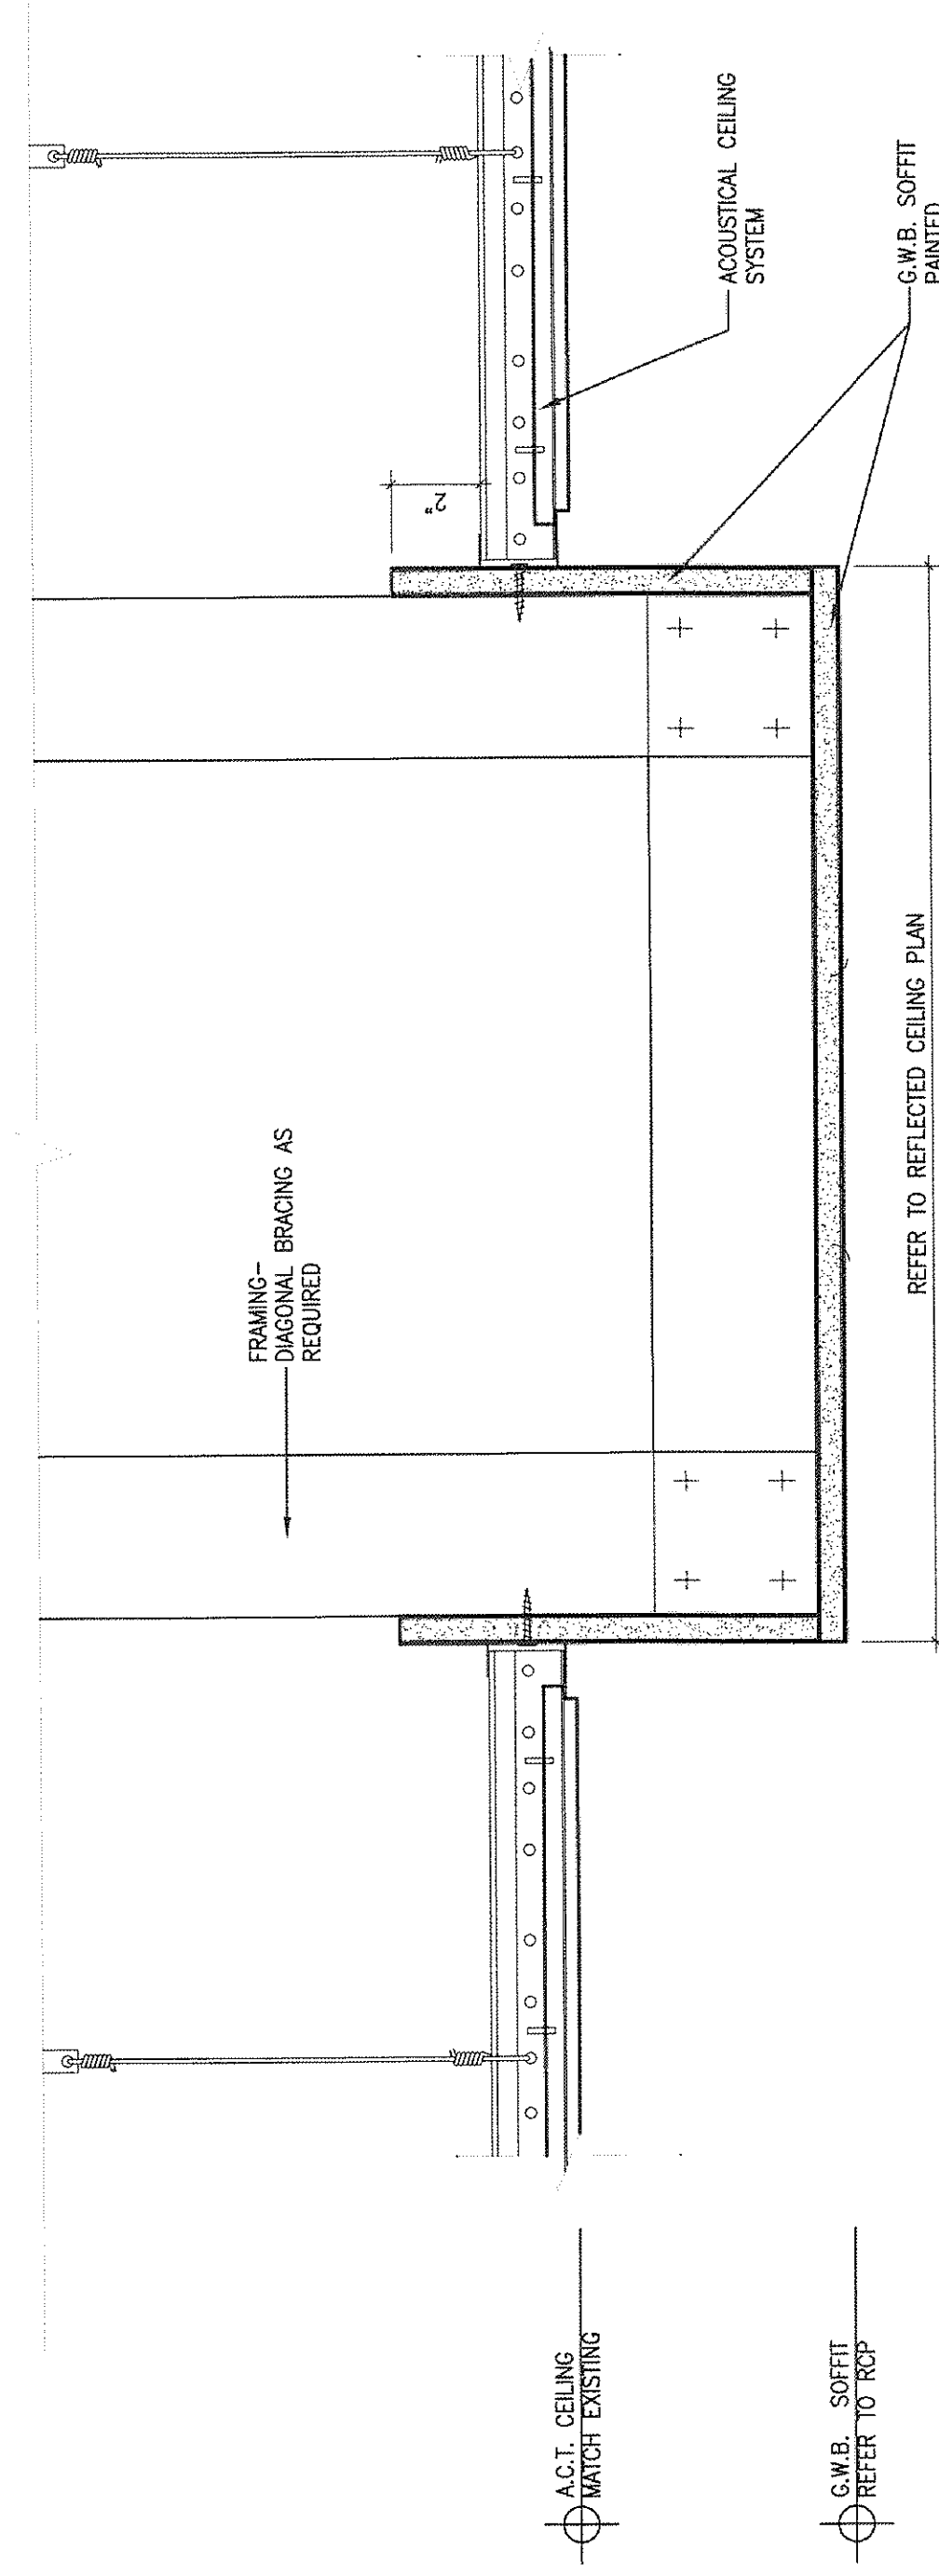 FRAMING-
DIAGONAL BRACING AS
REQUIRED
2"
ACOUSTICAL CEILING
SYSTEM
G.W.B. SOFFIT
PAINTED
A.C.T. CEILING
MATCH EXISTING
G.W.B. SOFFIT
REFER TO RCP
REFER TO REFLECTED CEILING PLAN